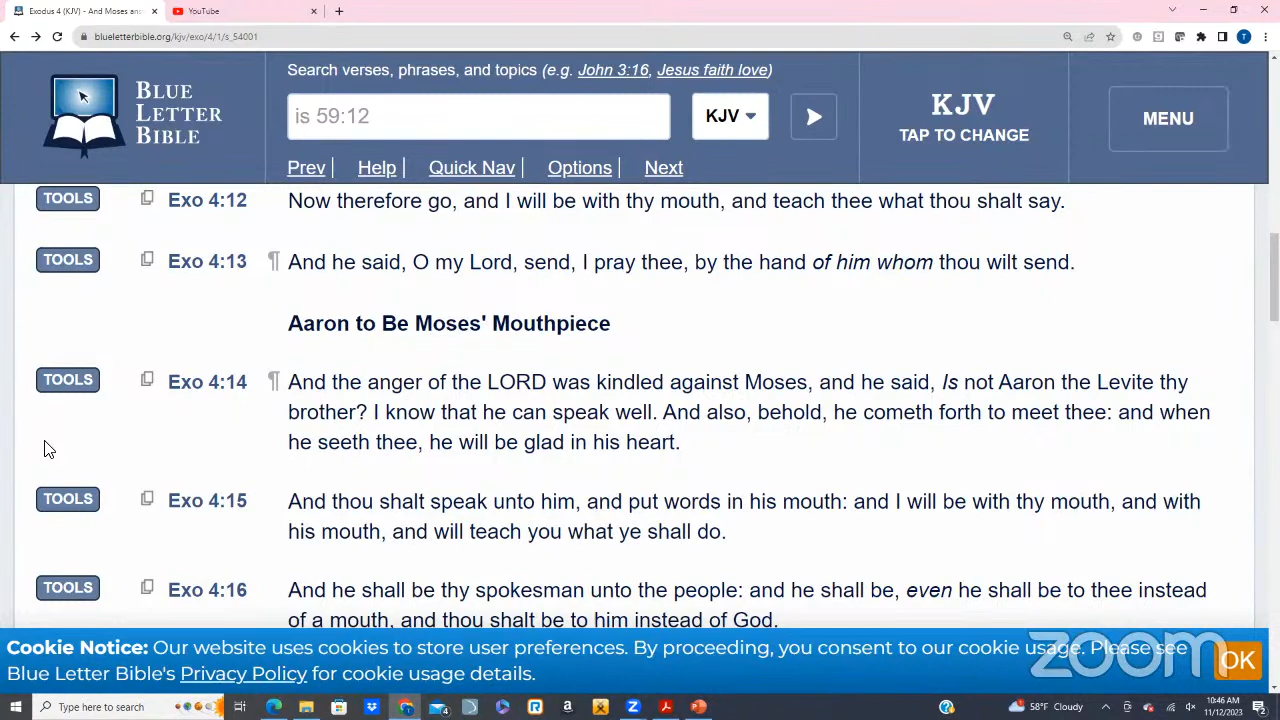 Exodus 4 (KJV) - And Moses ans
YouTube
blueletterbible.org/kjv/exo/4/1/s_54001
T
BLUE
LETTER
BIBLE
Search verses, phrases, and topics (e.g. John 3:16, Jesus faith love)
is 59:12
KJV
Prev | Help | Quick Nav | Options | Next
KJV
TAP TO CHANGE
MENU
TOOLS Exo 4:12 Now therefore go, and I will be with thy mouth, and teach thee what thou shalt say.
TOOLS Exo 4:13 ¶ And he said, O my Lord, send, I pray thee, by the hand of him whom thou wilt send.
Aaron to Be Moses' Mouthpiece
TOOLS Exo 4:14 ¶ And the anger of the LORD was kindled against Moses, and he said, Is not Aaron the Levite thy
brother? I know that he can speak well. And also, behold, he cometh forth to meet thee: and when
he seeth thee, he will be glad in his heart.
TOOLS Exo 4:15 And thou shalt speak unto him, and put words in his mouth: and I will be with thy mouth, and with
his mouth, and will teach you what ye shall do.
TOOLS Exo 4:16 And he shall be thy spokesman unto the people: and he shall be, even he shall be to thee instead
of a mouth, and thou shalt be to him instead of God.
Cookie Notice: Our website uses cookies to store user preferences. By proceeding, you consent to our cookie usage. Please see
Blue Letter Bible's Privacy Policy for cookie usage details.
OK
zoom
Type here to search
58°F Cloudy
10:46 AM
11/12/2023